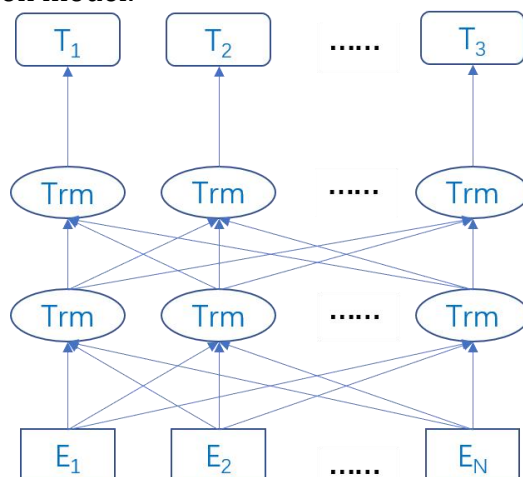 T1 T2 …… T3
Trm Trm …… Trm
Trm Trm …… Trm
E1 E2 …… EN